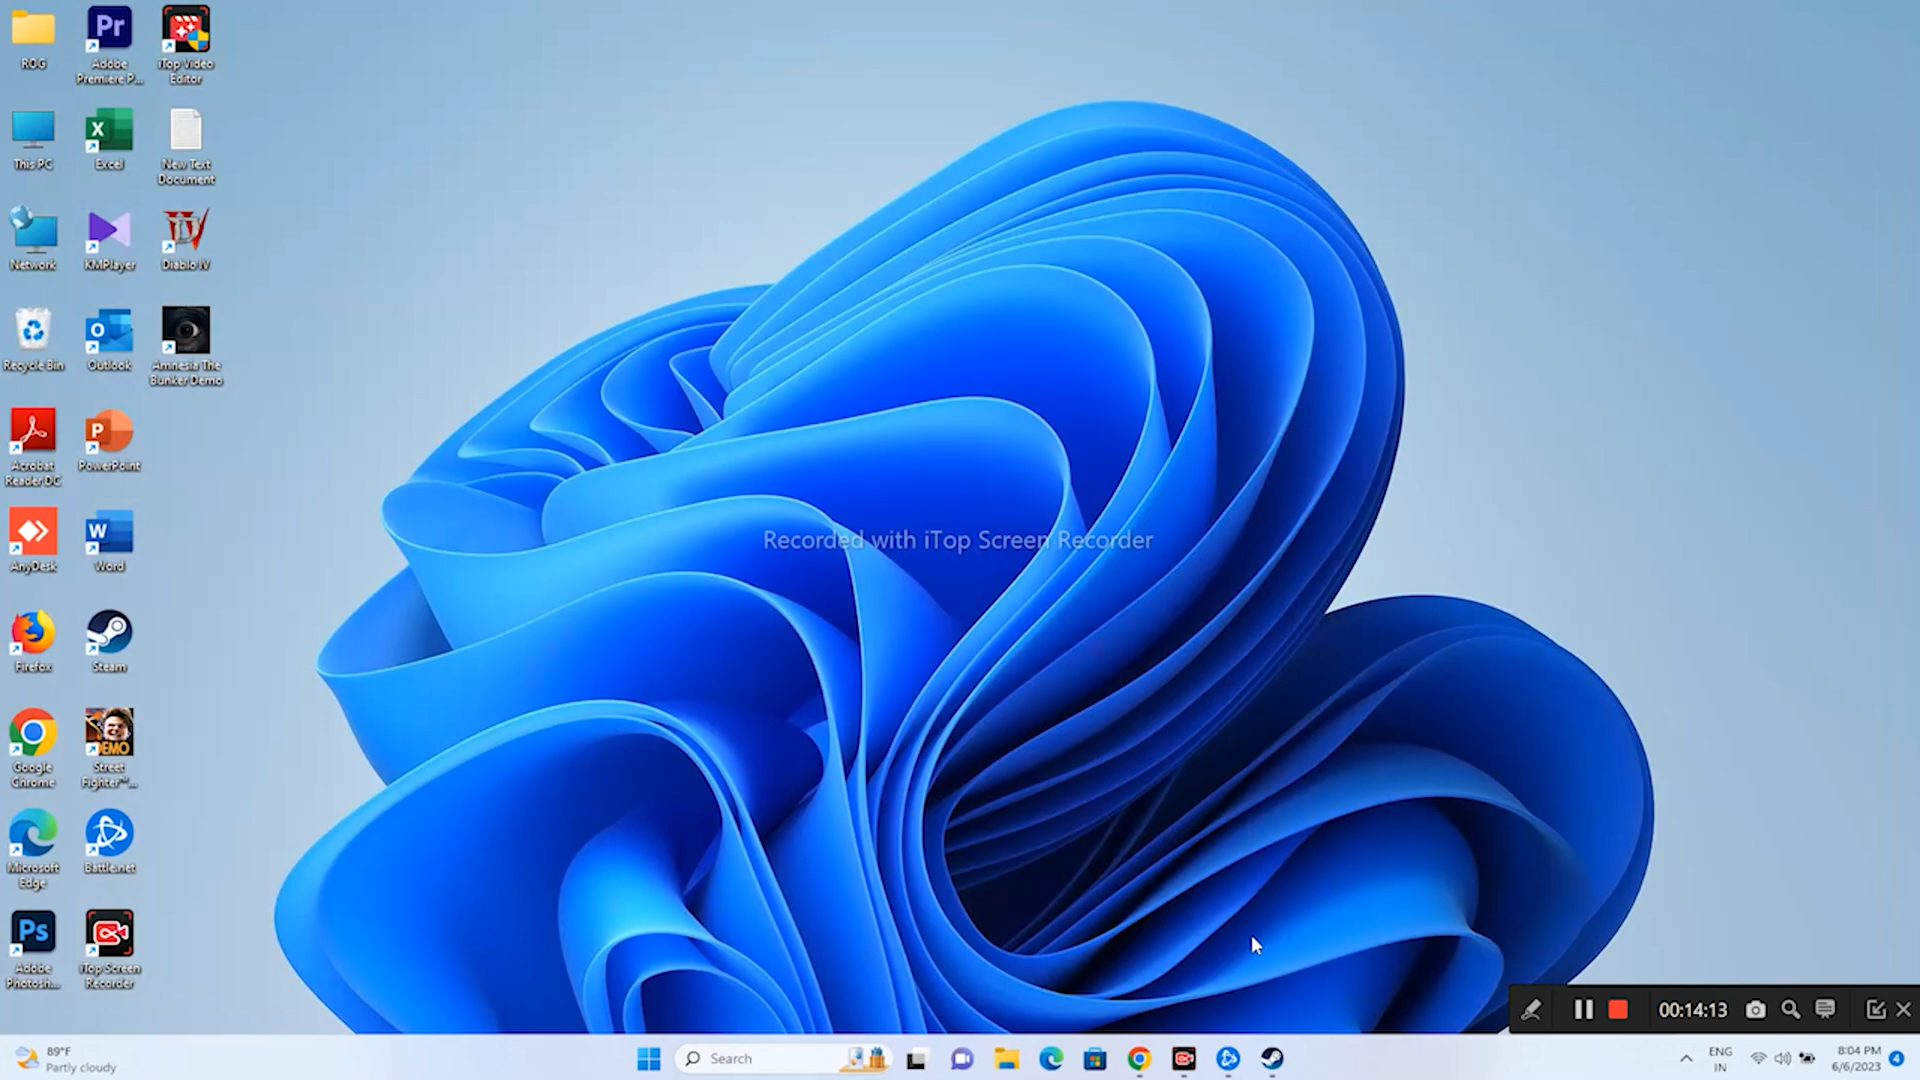 ROG
Adobe
Premiere P...
iTop Video
Editor
This PC
Excel
New Text
Document
Network
KMPlayer
Diablo IV
Recycle Bin
Outlook
Amnesia The
Bunker Demo
Acrobat
Reader DC
PowerPoint
AnyDesk
Word
Firefox
Steam
Google
Chrome
DEMO
Street
Fighter™...
Microsoft
Edge
Battle.net
Adobe
Photosh...
iTop Screen
Recorder
Recorded with iTop Screen Recorder
00:14:13
89°F
Partly cloudy
Search
ENG
IN
8:04 PM
6/6/2023
4